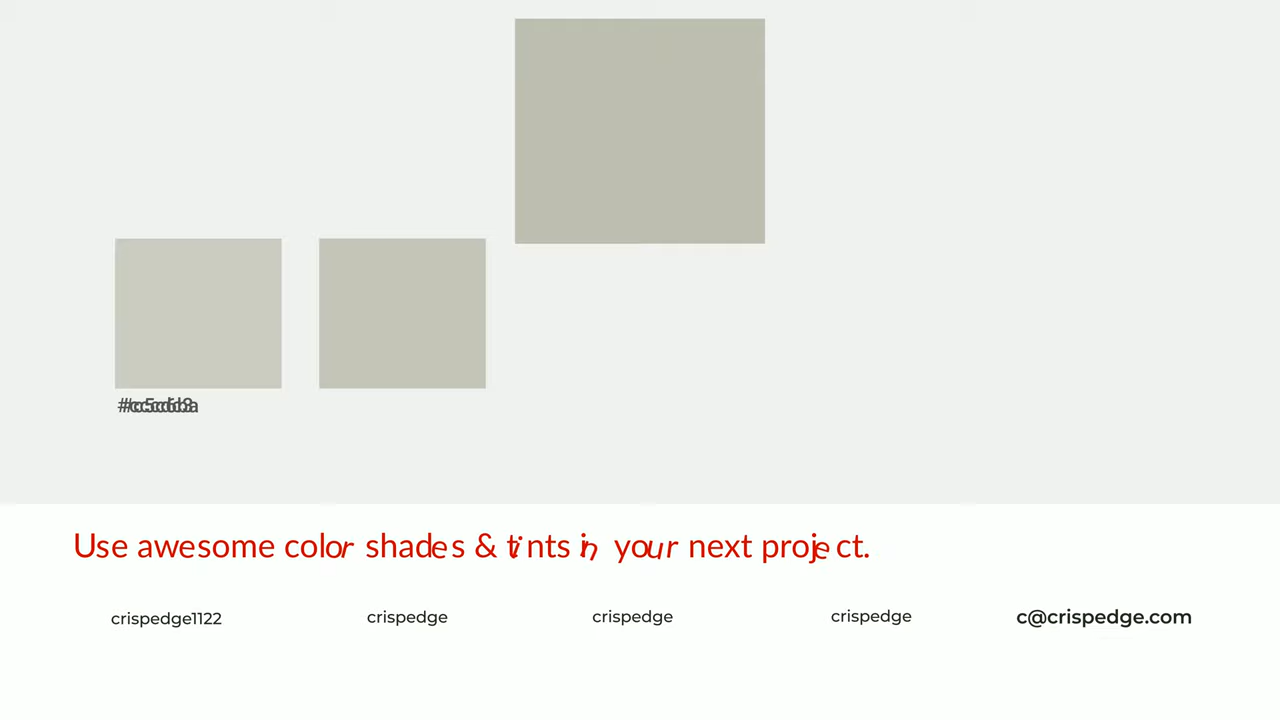 Use awesome color shades & tints in your next project.
crispedge1122 crispedge crispedge crispedge c@crispedge.com